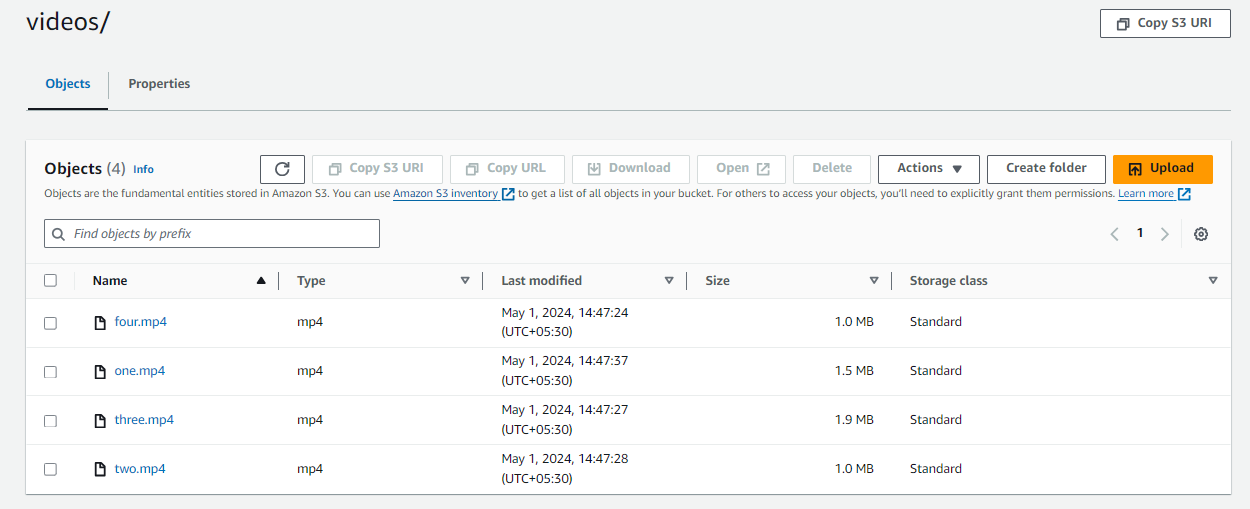 videos/
Copy S3 URI
Objects
Properties
Objects (4) Info
Copy S3 URI
Copy URL
Download
Open
Delete
Actions
Create folder
Upload
Objects are the fundamental entities stored in Amazon S3. You can use Amazon S3 inventory to get a list of all objects in your bucket. For others to access your objects, you'll need to explicitly grant them permissions. Learn more
Find objects by prefix
1
Name Type Last modified Size Storage class
four.mp4 mp4 May 1, 2024, 14:47:24 (UTC+05:30) 1.0 MB Standard
one.mp4 mp4 May 1, 2024, 14:47:37 (UTC+05:30) 1.5 MB Standard
three.mp4 mp4 May 1, 2024, 14:47:27 (UTC+05:30) 1.9 MB Standard
two.mp4 mp4 May 1, 2024, 14:47:28 (UTC+05:30) 1.0 MB Standard